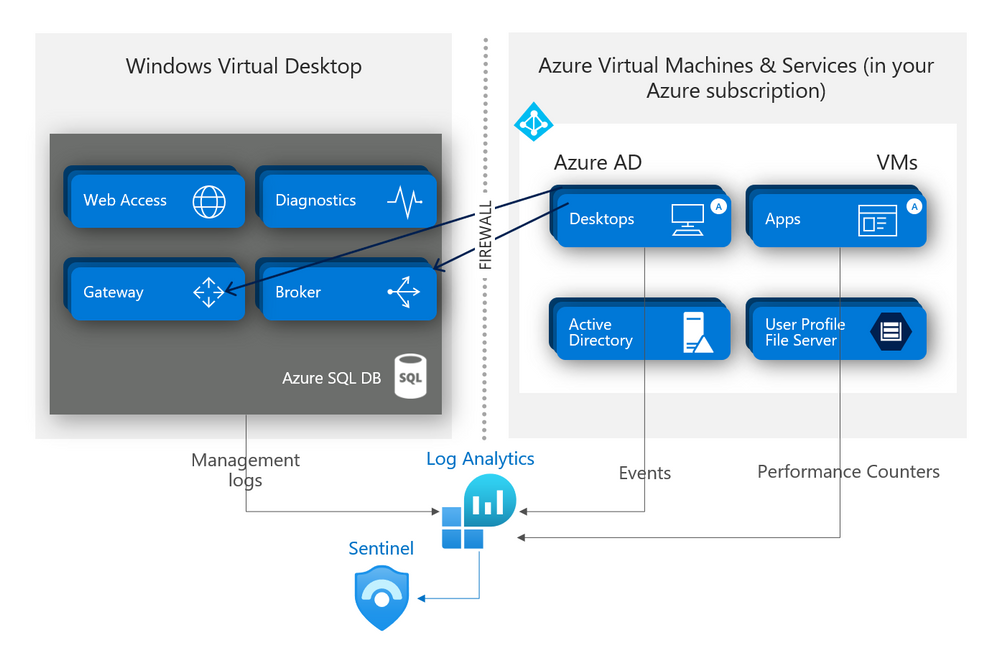 Windows Virtual Desktop
Azure Virtual Machines & Services (in your
Azure subscription)
Azure AD
VMs
Web Access
Diagnostics
Desktops
A
Apps
A
FIREWALL
Gateway
Broker
Active
Directory
User Profile
File Server
Azure SQL DB
SQL
Management
logs
Log Analytics
Events
Performance Counters
Sentinel